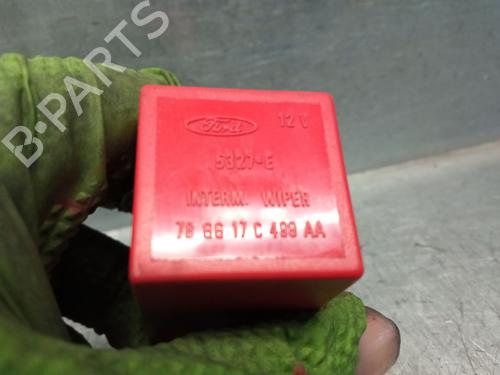 B-PARTS
Ford 12 V
5327-E
INTERM. WIPER
78 GG 17 C 499 AA